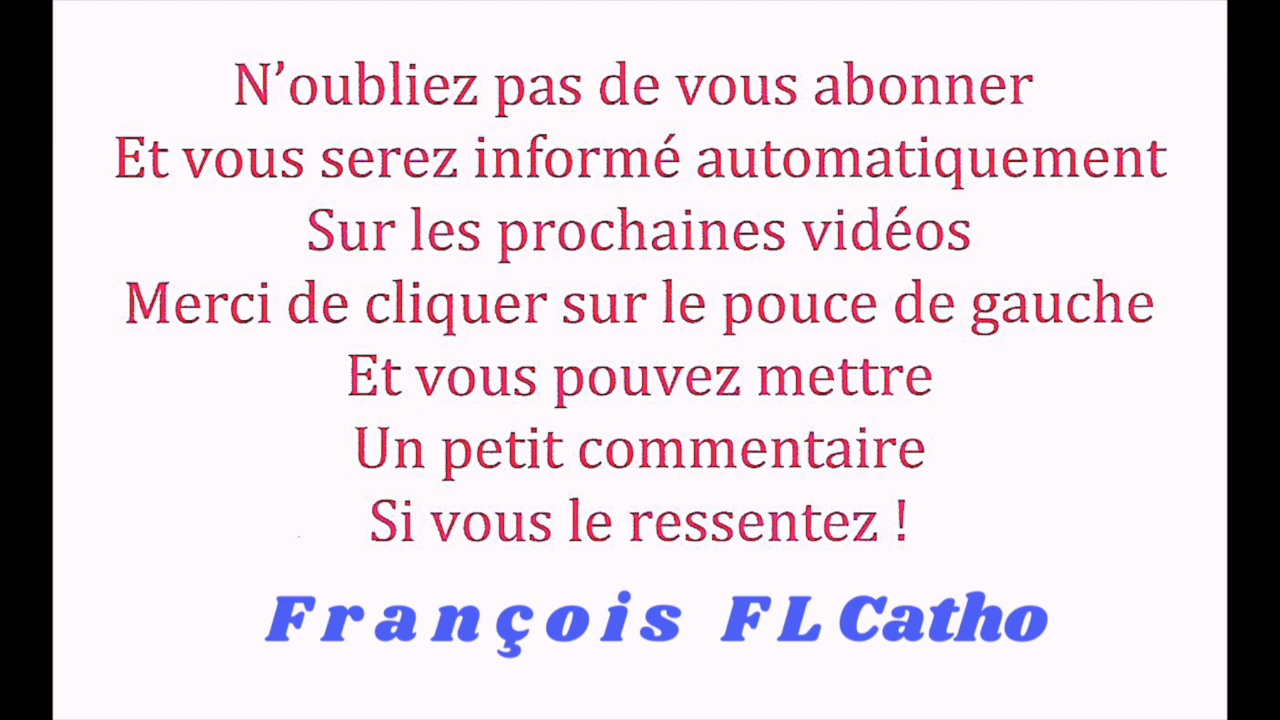 N’oubliez pas de vous abonner
Et vous serez informé automatiquement
Sur les prochaines vidéos
Merci de cliquer sur le pouce de gauche
Et vous pouvez mettre
Un petit commentaire
Si vous le ressentez !
François FLCatho